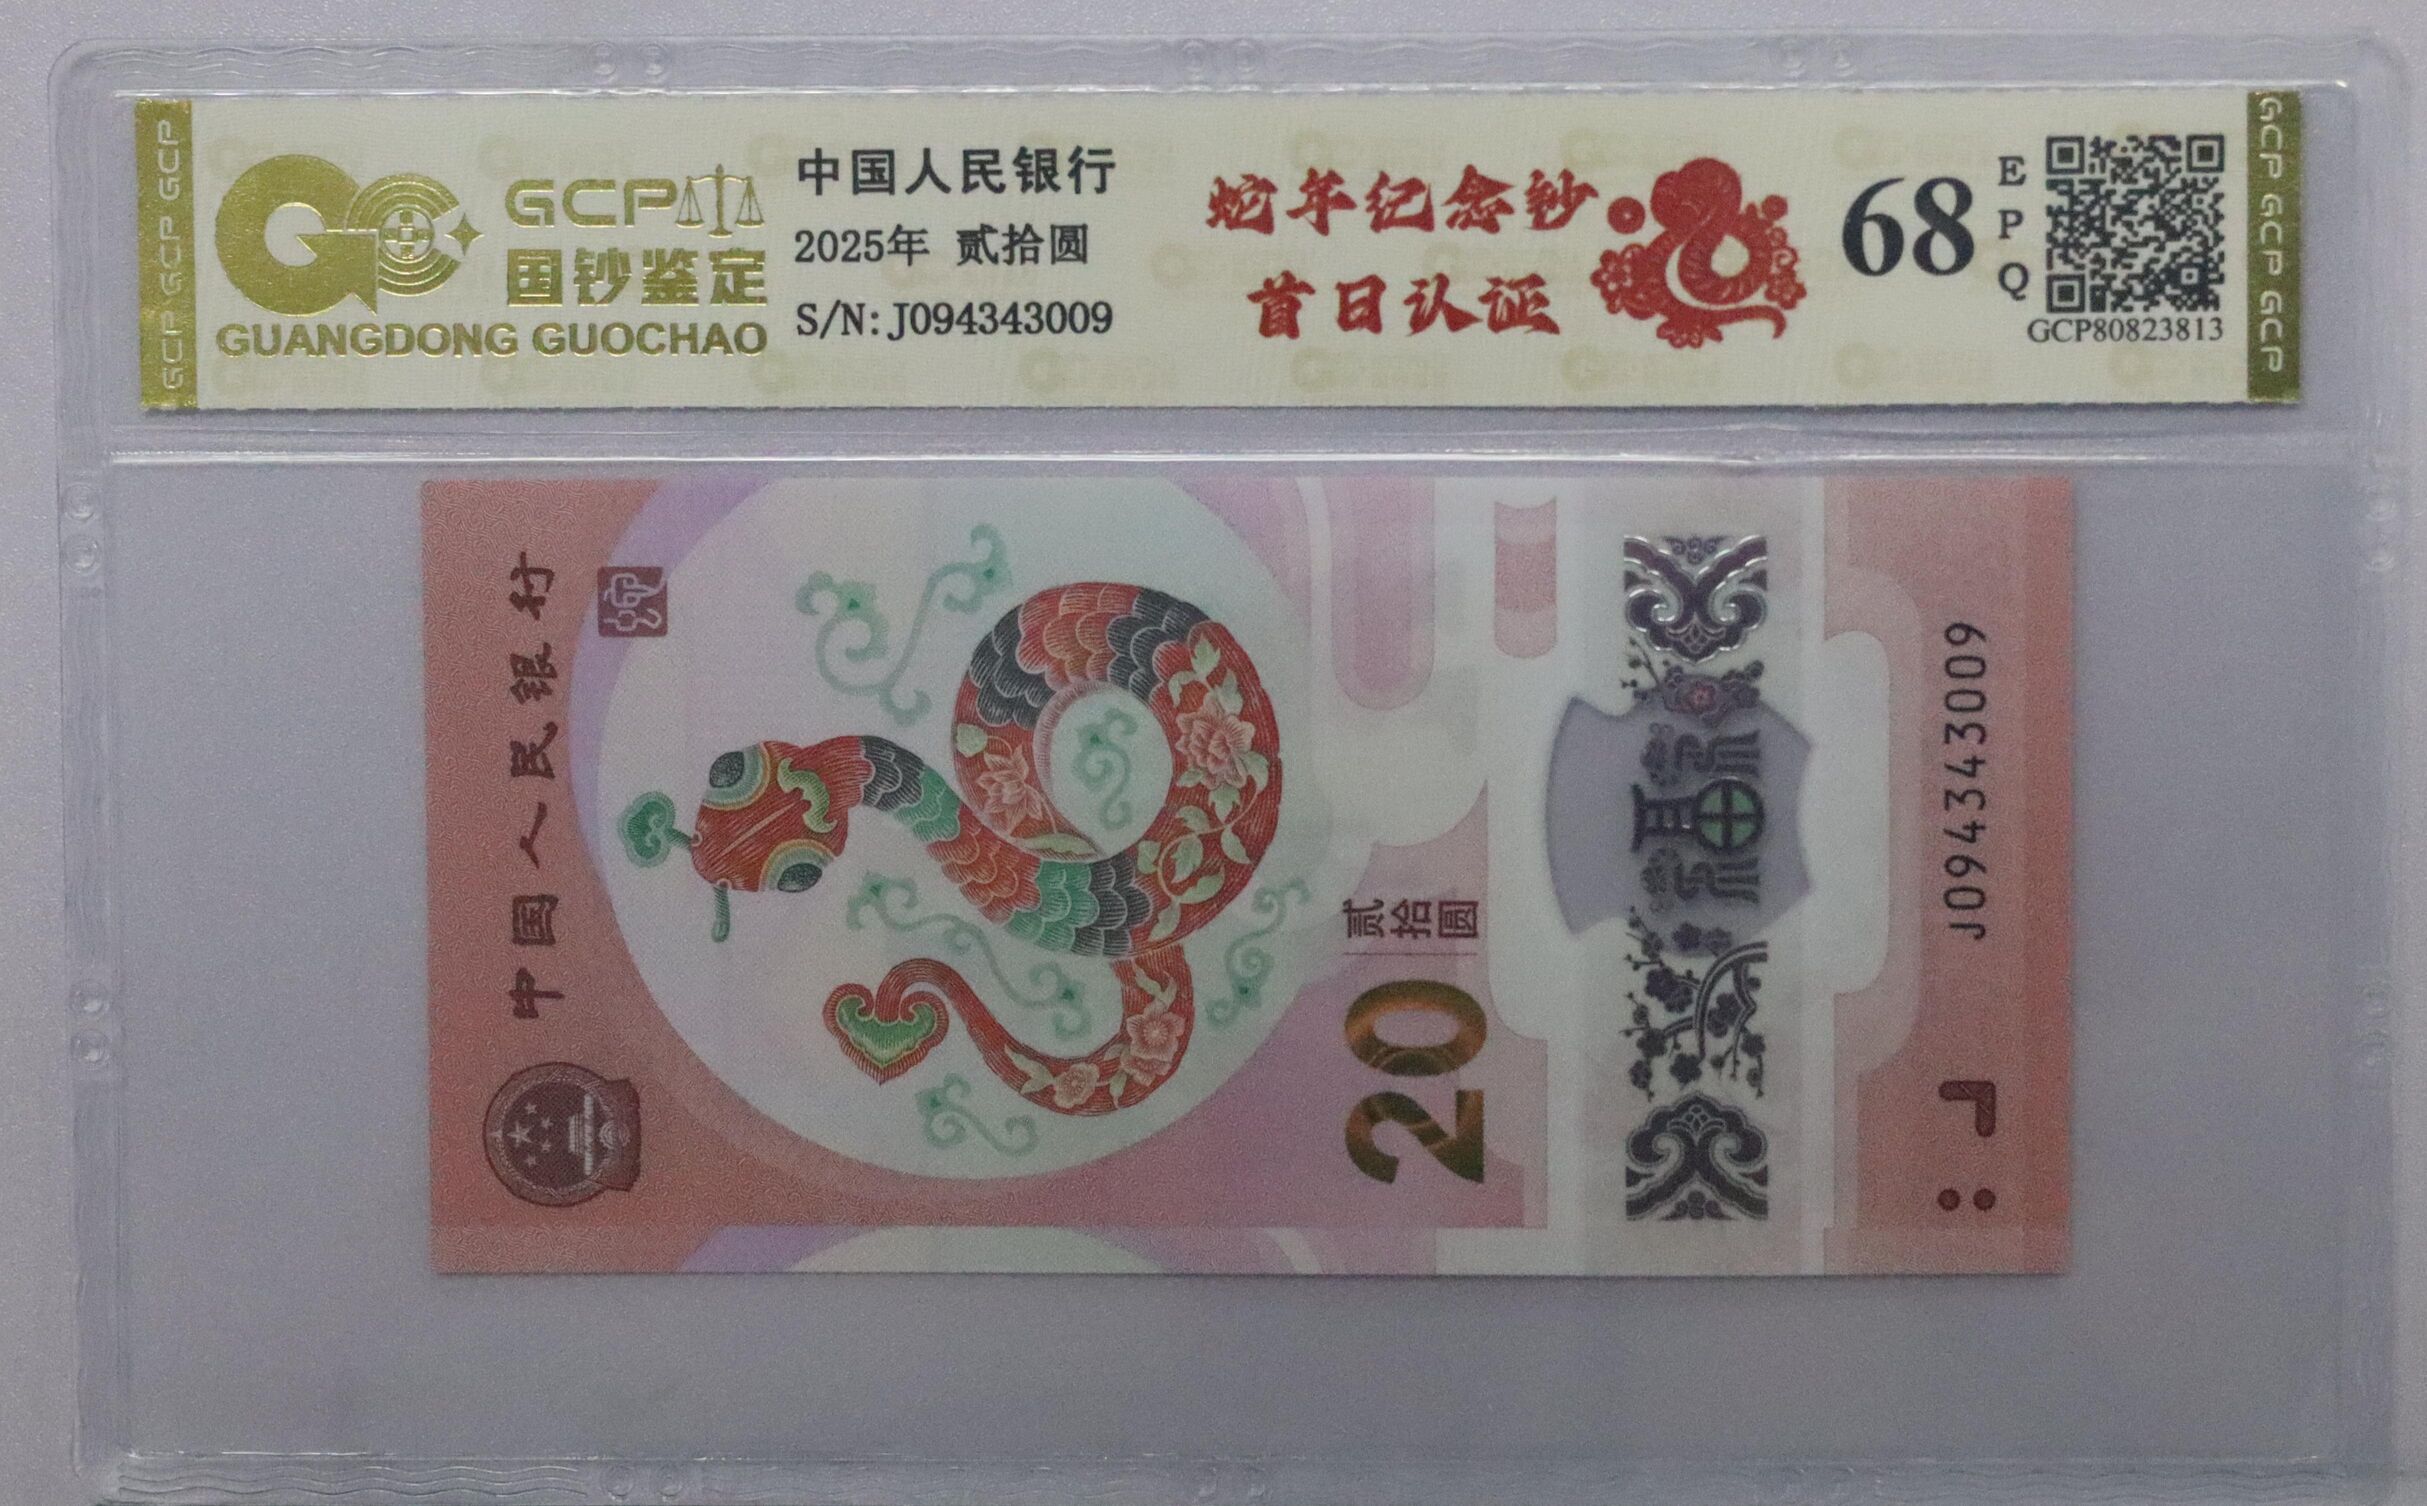 GCP GCP GCP
GCP
国钞鉴定
GUANGDONG GUOCHAO
中国人民银行
2025年 贰拾圆
S/N: J094343009
蛇年纪念钞
首日认证
68
EPQ
GCP80823813
GCP GCP GCP
中国人民银行
贰拾圆
20
福
J094343009